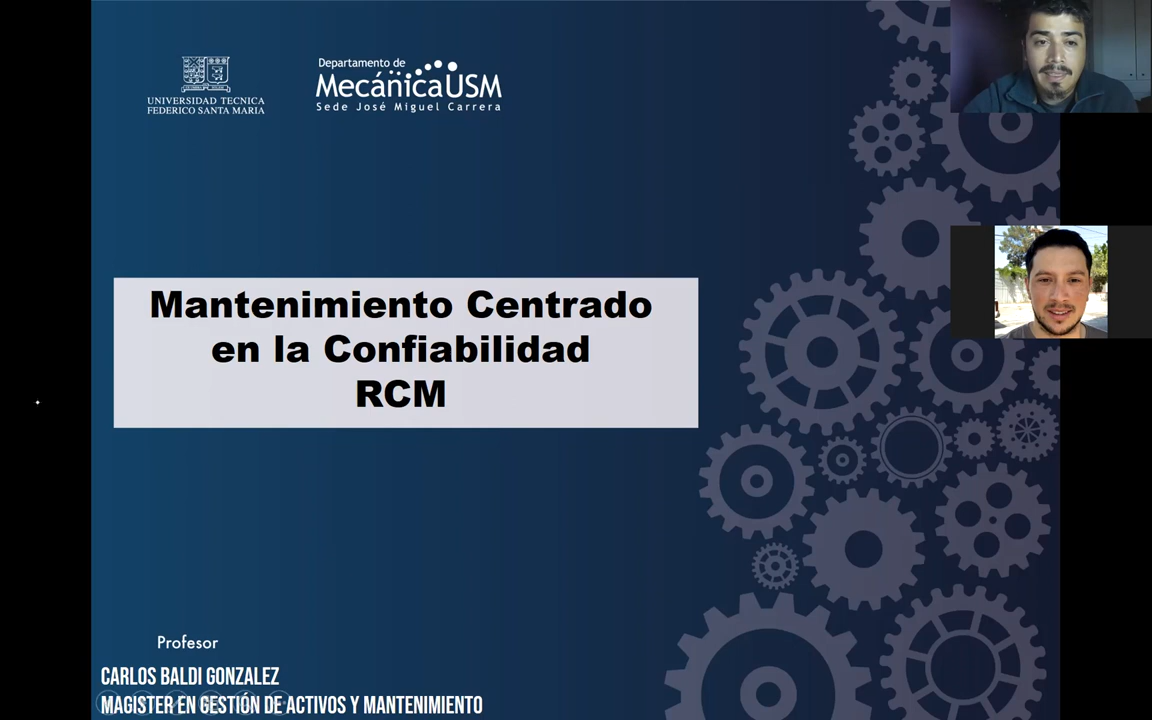 UNIVERSIDAD TECNICA
FEDERICO SANTA MARIA
Departamento de
MecánicaUSM
Sede José Miguel Carrera
Mantenimiento Centrado
en la Confiabilidad
RCM
Profesor
CARLOS BALDI GONZALEZ
MAGISTER EN GESTIÓN DE ACTIVOS Y MANTENIMIENTO